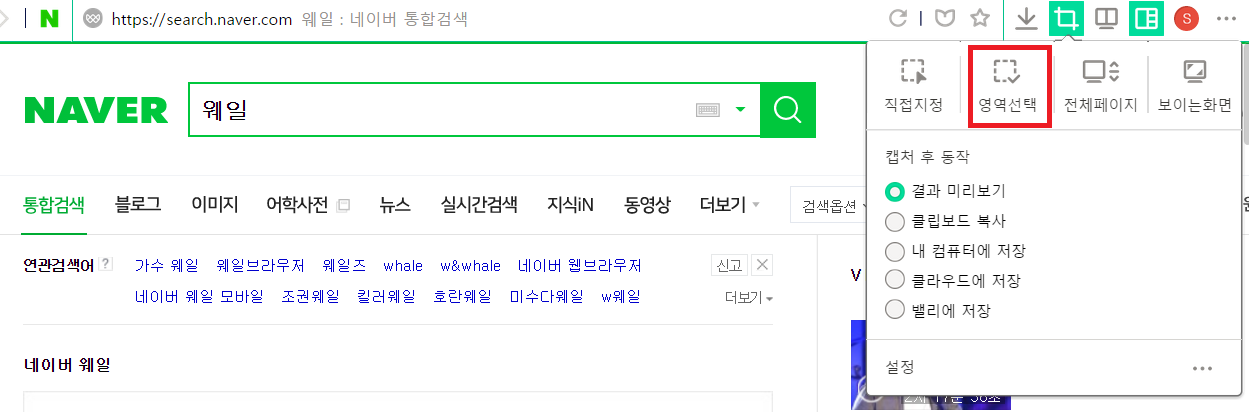 N https://search.naver.com 웨일 : 네이버 통합검색 S
직접지정 영역선택 전체페이지 보이는화면
NAVER 웨일
캡처 후 동작
결과 미리보기
클립보드 복사
내 컴퓨터에 저장
클라우드에 저장
밸리에 저장
설정
통합검색 블로그 이미지 어학사전 뉴스 실시간검색 지식iN 동영상 더보기 검색옵션
연관검색어 ? 가수 웨일 웨일브라우저 웨일즈 whale w&whale 네이버 웹브라우저 신고
네이버 웨일 모바일 조권웨일 킬러웨일 호란웨일 미수다웨일 w웨일 더보기
V
네이버 웨일